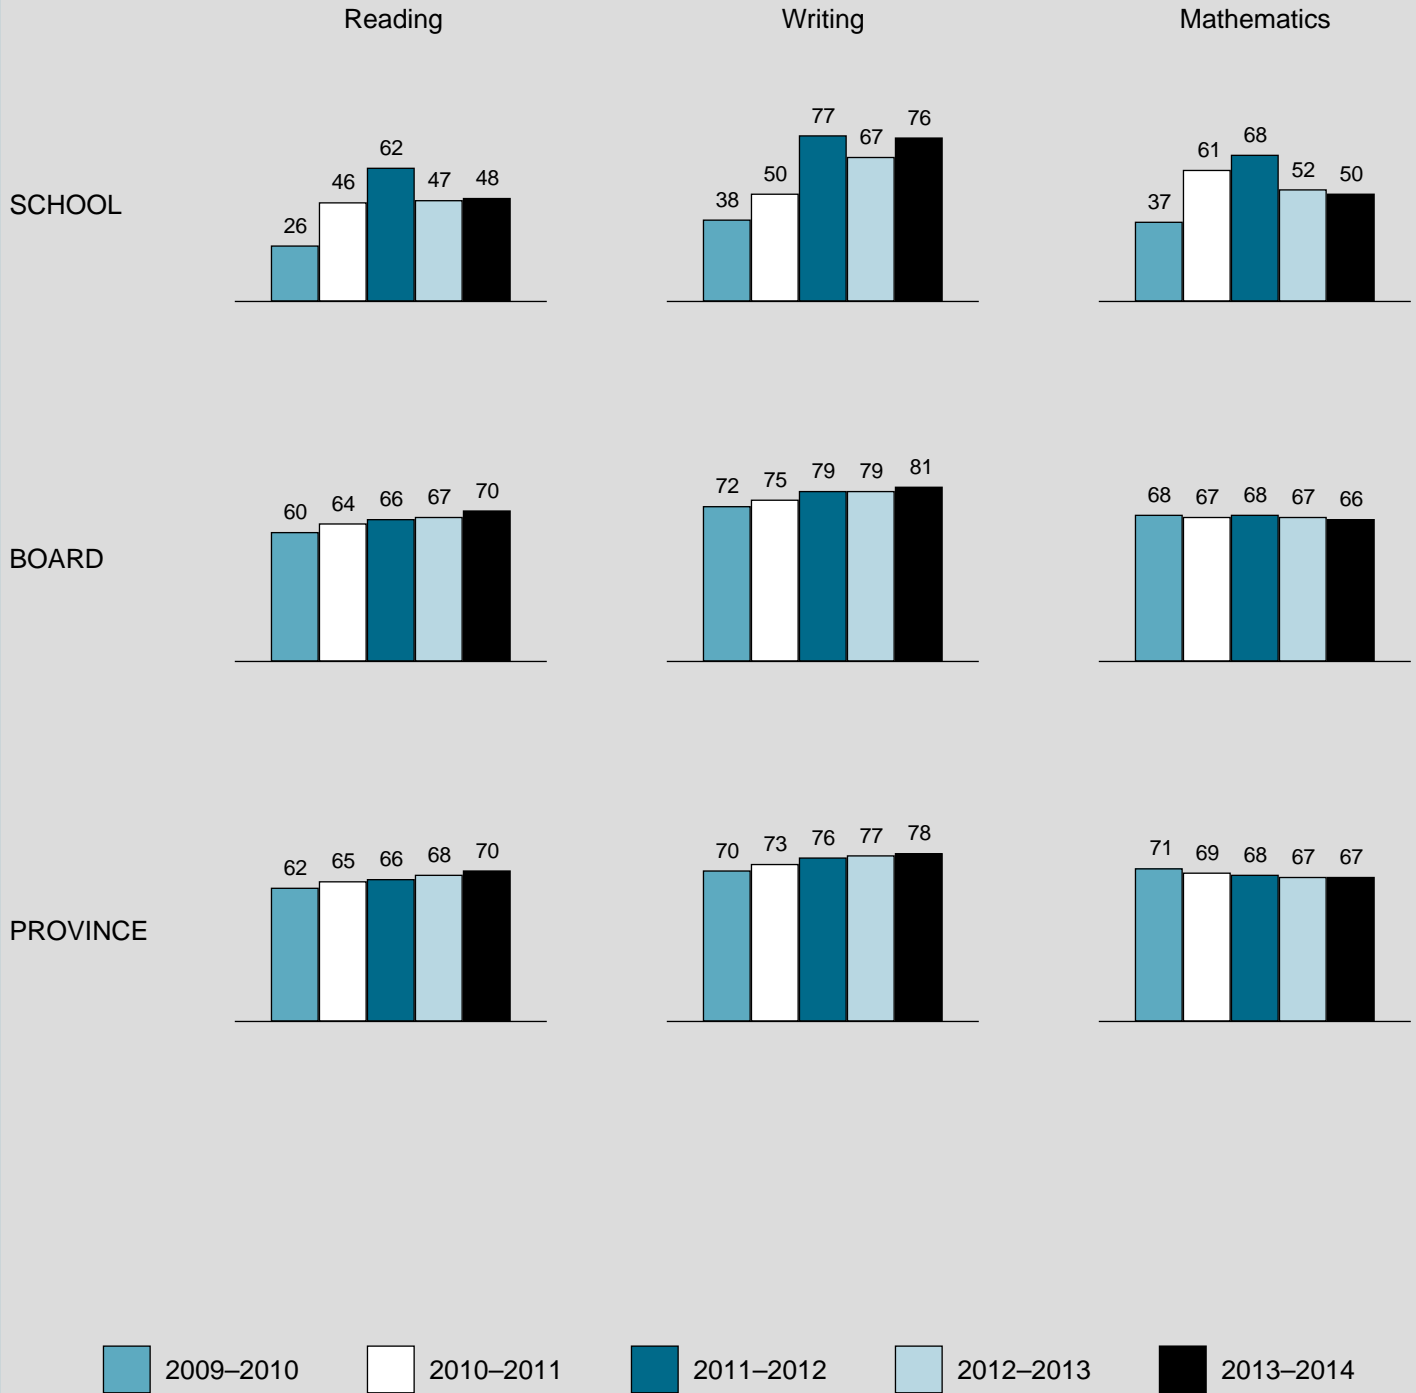 Reading Writing Mathematics
SCHOOL
26 46 62 47 48
38 50 77 67 76
37 61 68 52 50
BOARD
60 64 66 67 70
72 75 79 79 81
68 67 68 67 66
PROVINCE
62 65 66 68 70
70 73 76 77 78
71 69 68 67 67
2009–2010 2010–2011 2011–2012 2012–2013 2013–2014